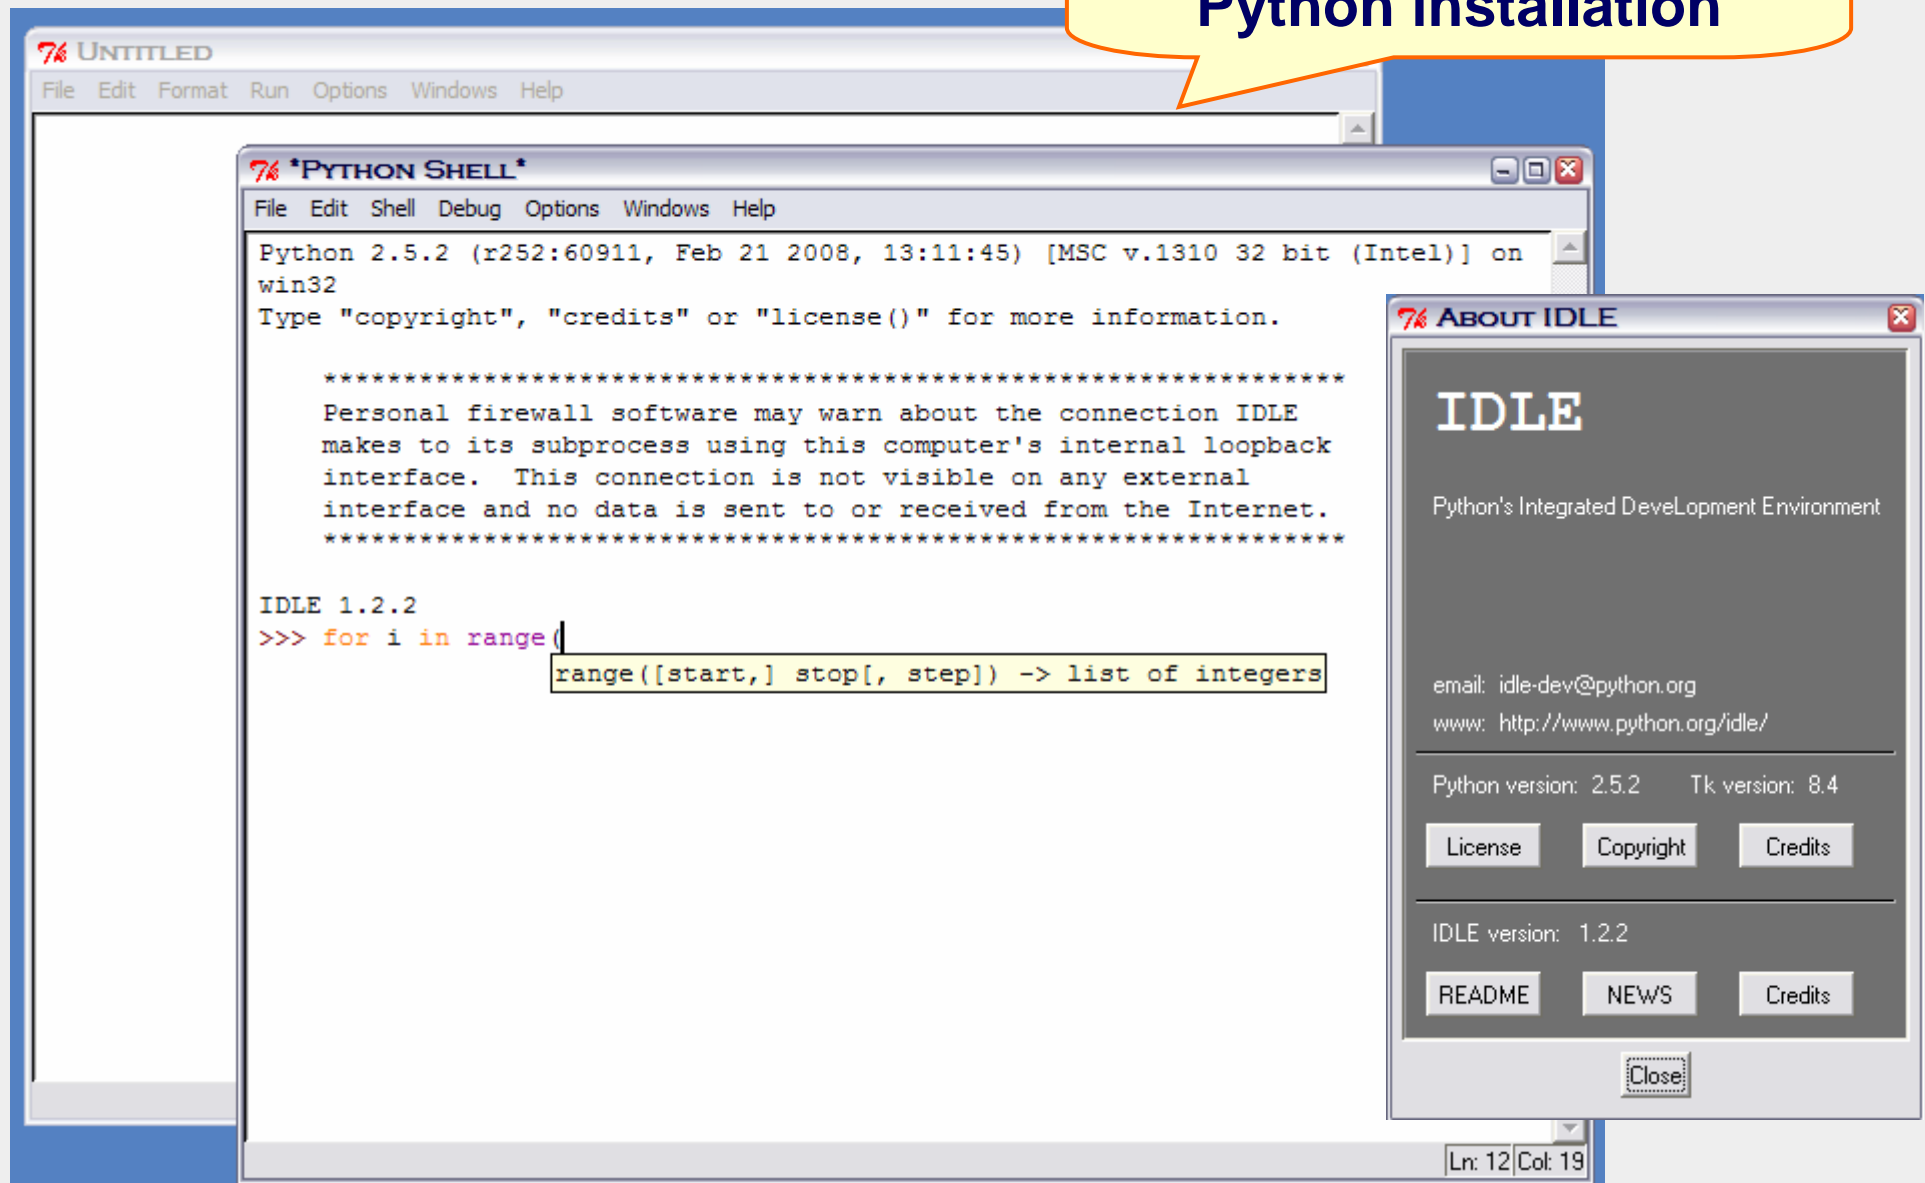 Python installation
UNTITLED
File Edit Format Run Options Windows Help
*PYTHON SHELL*
File Edit Shell Debug Options Windows Help
Python 2.5.2 (r252:60911, Feb 21 2008, 13:11:45) [MSC v.1310 32 bit (Intel)] on
win32
Type "copyright", "credits" or "license()" for more information.
****************************************************************
Personal firewall software may warn about the connection IDLE
makes to its subprocess using this computer's internal loopback
interface.  This connection is not visible on any external
interface and no data is sent to or received from the Internet.
****************************************************************
IDLE 1.2.2
>>> for i in range(
range([start,] stop[, step]) -> list of integers
Ln: 12 Col: 19
ABOUT IDLE
IDLE
Python's Integrated DeveLopment Environment
email: idle-dev@python.org
www: http://www.python.org/idle/
Python version: 2.5.2 Tk version: 8.4
License Copyright Credits
IDLE version: 1.2.2
README NEWS Credits
Close